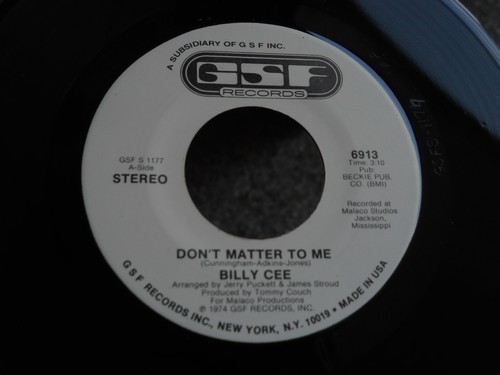 A SUBSIDIARY OF G S F INC.
GSF
RECORDS
GSF S 1177
A-Side
STEREO
6913
Time: 3:10
Pub:
BECKIE PUB.
CO. (BMI)
Recorded at
Malaco Studios
Jackson,
Mississippi
DON'T MATTER TO ME
(Cunningham-Adkins-Jones)
BILLY CEE
Arranged by Jerry Puckett & James Stroud
Produced by Tommy Couch
For Malaco Productions
℗ 1974 GSF RECORDS, INC.
G S F RECORDS INC., NEW YORK, N.Y. 10019 • MADE IN USA